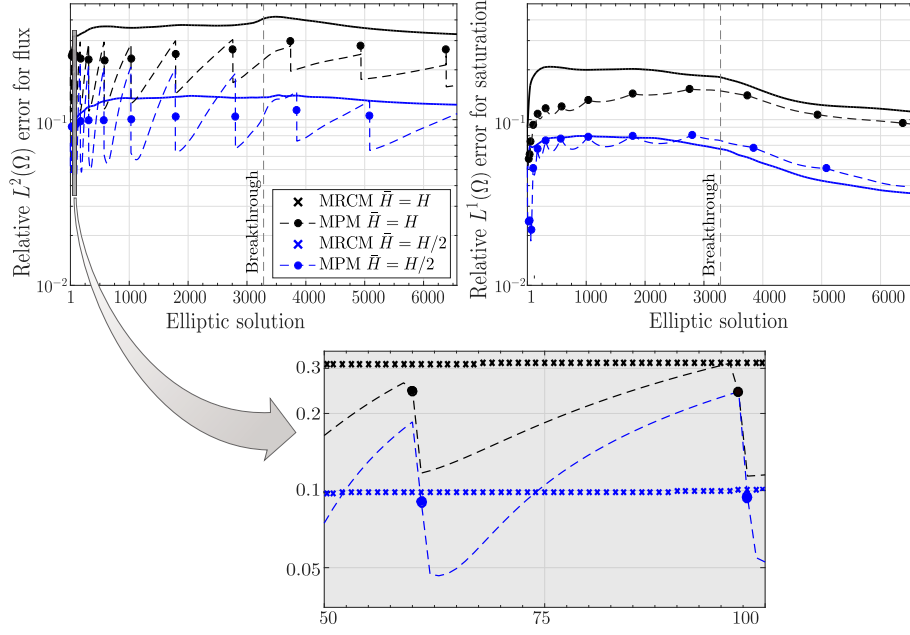 Relative L²(Ω) error for flux
10⁻¹
10⁻²
1
1000
2000
3000
4000
5000
6000
Elliptic solution
Breakthrough
MRCM H̄ = H
MPM H̄ = H
MRCM H̄ = H/2
MPM H̄ = H/2
Relative L¹(Ω) error for saturation
10⁻¹
10⁻²
1
1000
2000
3000
4000
5000
6000
Elliptic solution
Breakthrough
0.3
0.2
0.1
0.05
50
75
100